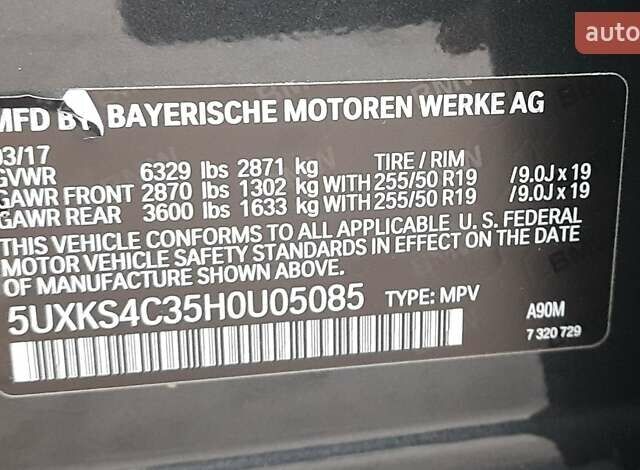 auto
MFD BY BAYERISCHE MOTOREN WERKE AG
03/17
GVWR 6329 lbs 2871 kg TIRE / RIM
GAWR FRONT 2870 lbs 1302 kg WITH 255/50 R19 /9.0J x 19
GAWR REAR 3600 lbs 1633 kg WITH 255/50 R19 /9.0J x 19
THIS VEHICLE CONFORMS TO ALL APPLICABLE U. S. FEDERAL
MOTOR VEHICLE SAFETY STANDARDS IN EFFECT ON THE DATE
OF MANUFACTURE SHOWN ABOVE.
5UXKS4C35H0U05085 TYPE: MPV A90M
7 320 729